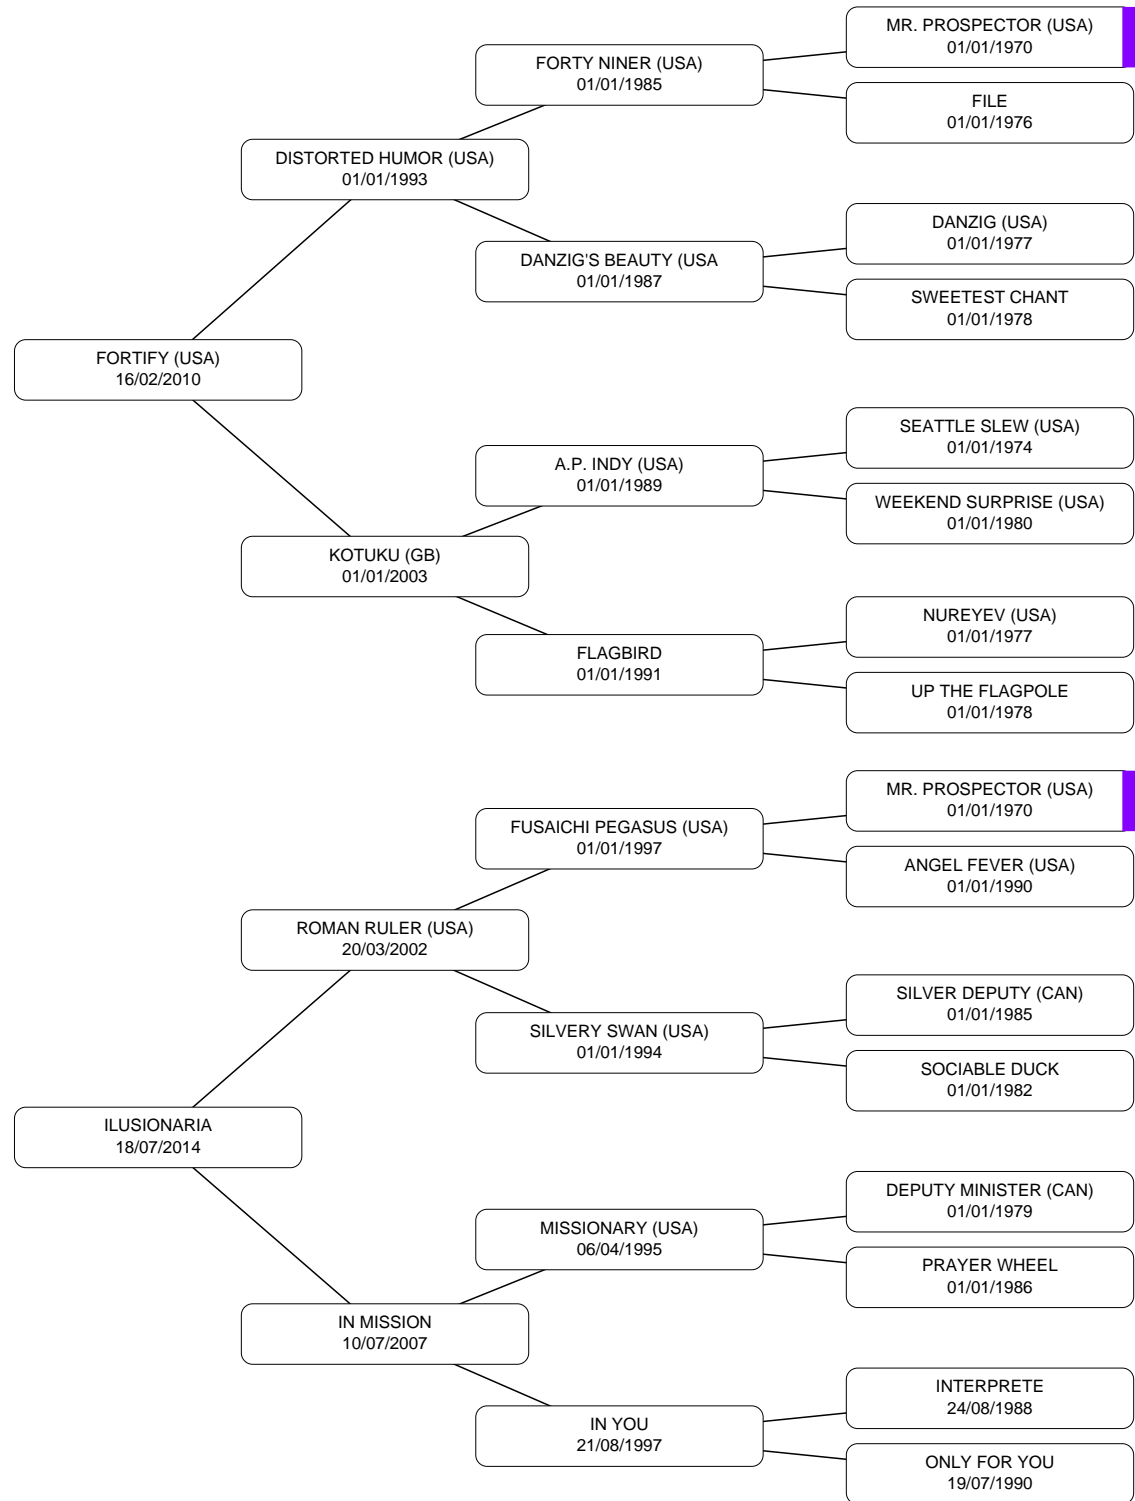 MR. PROSPECTOR (USA)
01/01/1970
FORTY NINER (USA)
01/01/1985
FILE
01/01/1976
DISTORTED HUMOR (USA)
01/01/1993
DANZIG (USA)
01/01/1977
DANZIG'S BEAUTY (USA
01/01/1987
SWEETEST CHANT
01/01/1978
FORTIFY (USA)
16/02/2010
SEATTLE SLEW (USA)
01/01/1974
A.P. INDY (USA)
01/01/1989
WEEKEND SURPRISE (USA)
01/01/1980
KOTUKU (GB)
01/01/2003
NUREYEV (USA)
01/01/1977
FLAGBIRD
01/01/1991
UP THE FLAGPOLE
01/01/1978
MR. PROSPECTOR (USA)
01/01/1970
FUSAICHI PEGASUS (USA)
01/01/1997
ANGEL FEVER (USA)
01/01/1990
ROMAN RULER (USA)
20/03/2002
SILVER DEPUTY (CAN)
01/01/1985
SILVERY SWAN (USA)
01/01/1994
SOCIABLE DUCK
01/01/1982
ILUSIONARIA
18/07/2014
DEPUTY MINISTER (CAN)
01/01/1979
MISSIONARY (USA)
06/04/1995
PRAYER WHEEL
01/01/1986
IN MISSION
10/07/2007
INTERPRETE
24/08/1988
IN YOU
21/08/1997
ONLY FOR YOU
19/07/1990